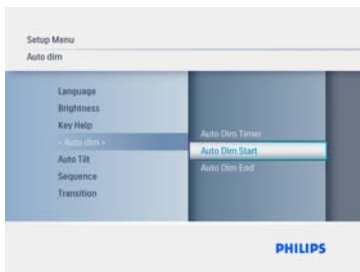 Setup Menu
Auto dim
Language
Brightness
Key Help
- Auto dim -
Auto Tilt
Sequence
Transition
Auto Dim Timer
Auto Dim Start
Auto Dim End
PHILIPS